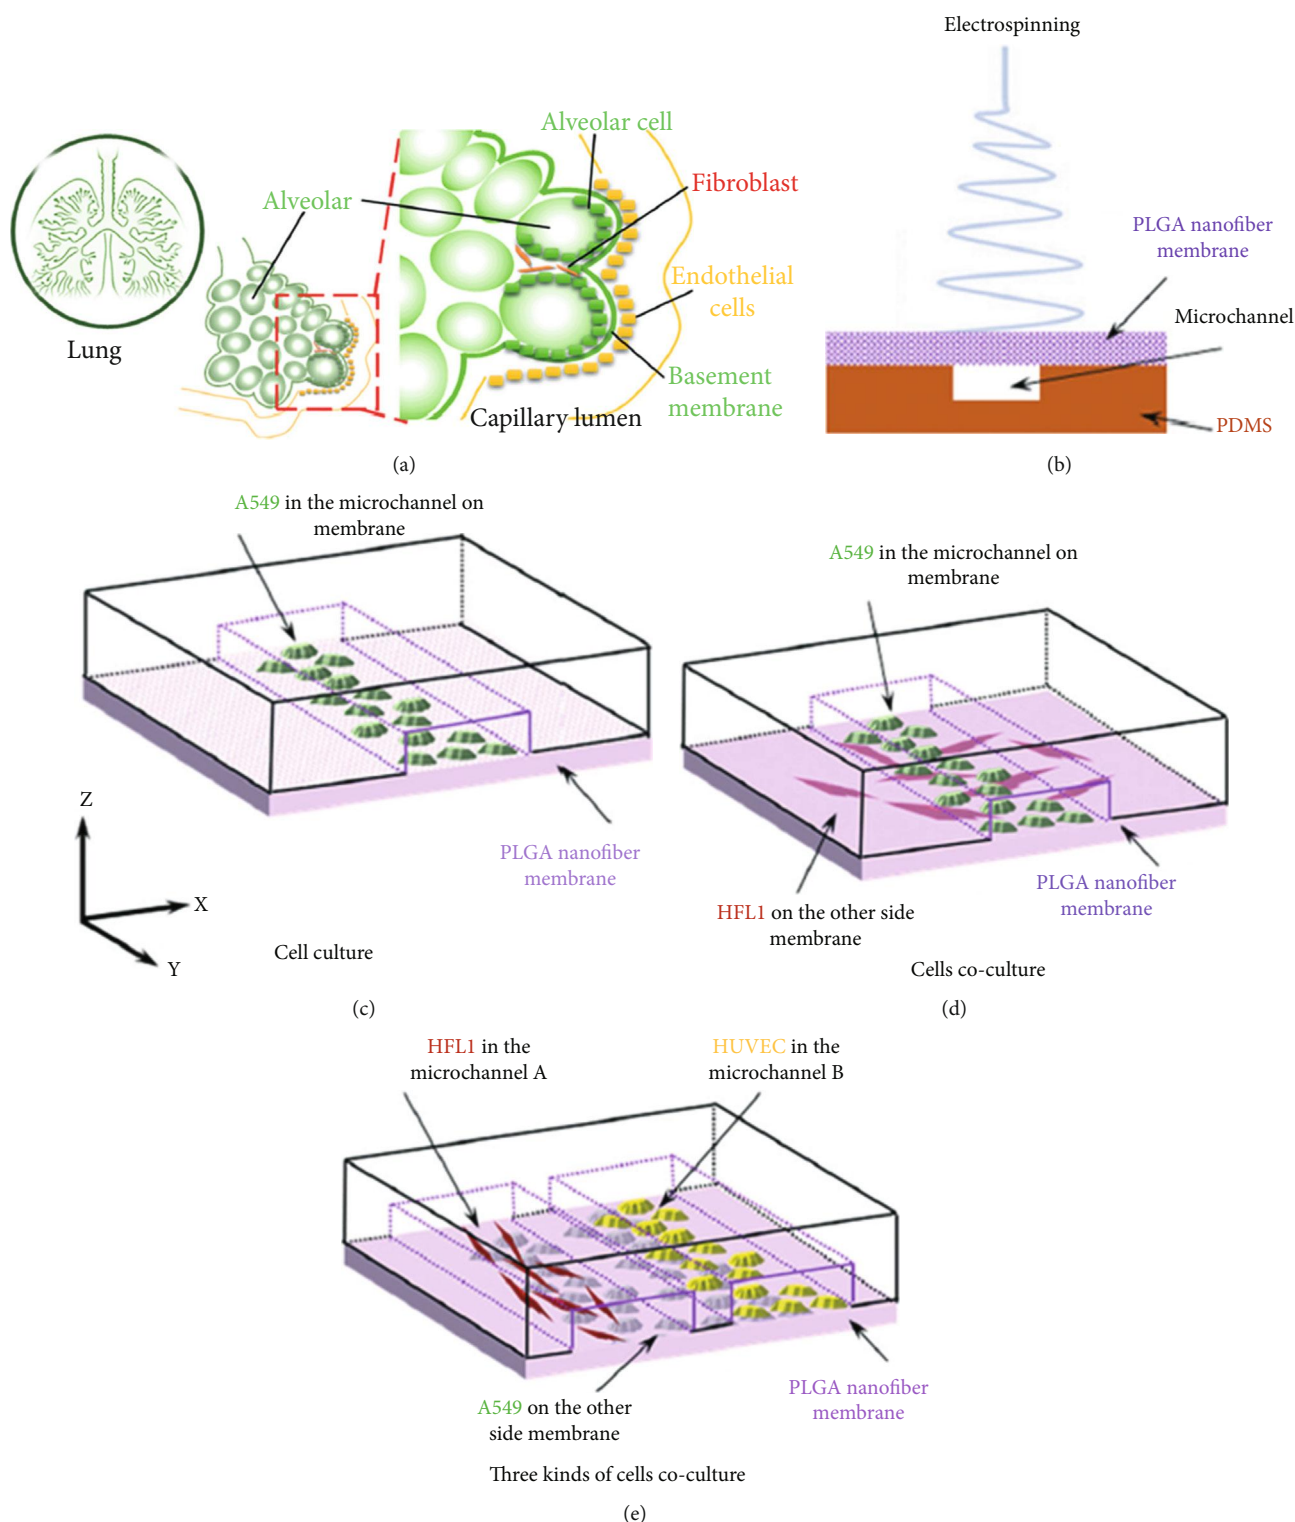 Lung
Alveolar
Alveolar cell
Fibroblast
Endothelial
cells
Basement
membrane
Capillary lumen
(a)
Electrospinning
PLGA nanofiber
membrane
Microchannel
PDMS
(b)
A549 in the microchannel on
membrane
PLGA nanofiber
membrane
Z
X
Y
Cell culture
(c)
A549 in the microchannel on
membrane
HFL1 on the other side
membrane
PLGA nanofiber
membrane
Cells co-culture
(d)
HFL1 in the
microchannel A
HUVEC in the
microchannel B
A549 on the other
side membrane
PLGA nanofiber
membrane
Three kinds of cells co-culture
(e)